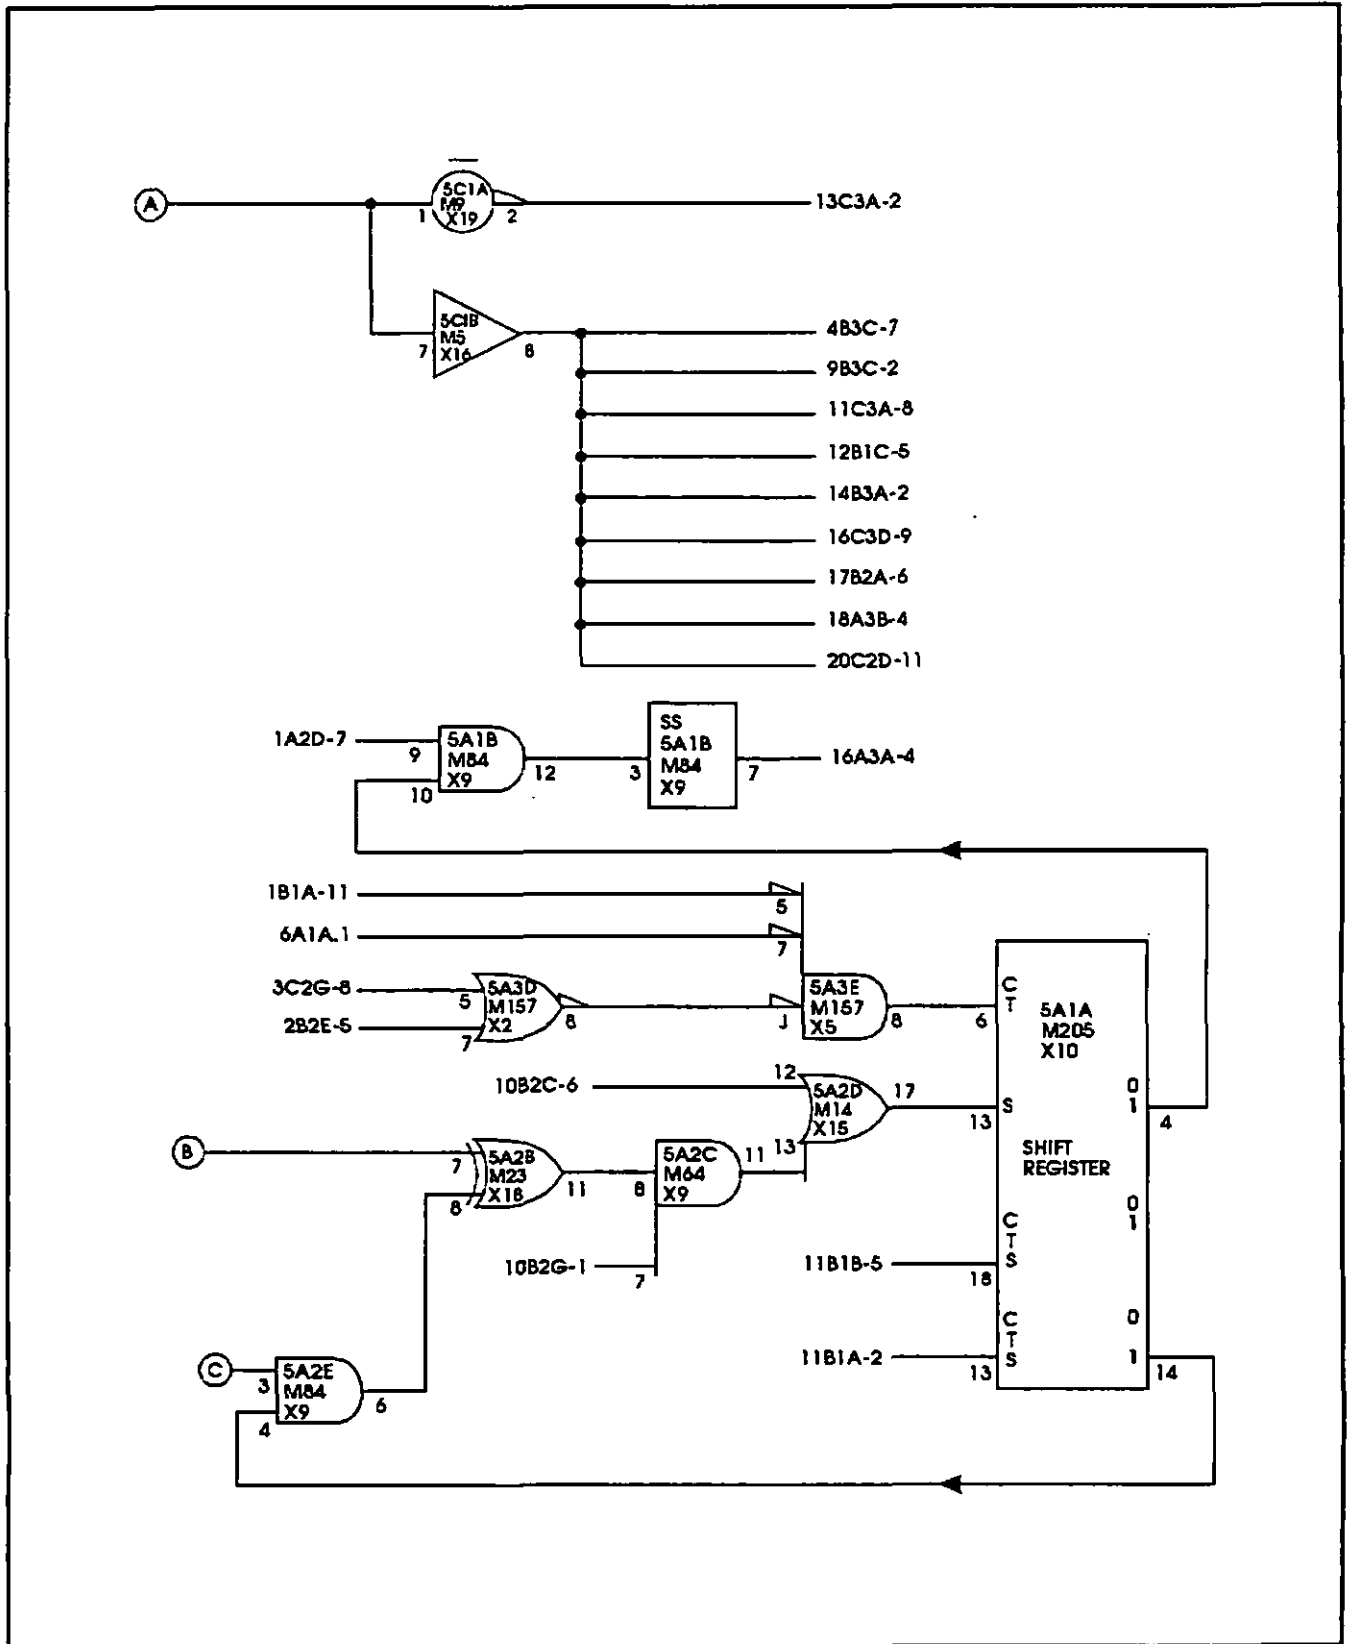 A
5C1A
M9
X19
1
2
13C3A-2
5C1B
M5
X16
7
8
4B3C-7
9B3C-2
11C3A-8
12B1C-5
14B3A-2
16C3D-9
17B2A-6
18A3B-4
20C2D-11
1A2D-7
9
10
5A1B
M84
X9
12
3
SS
5A1B
M84
X9
7
16A3A-4
1B1A-11
5
6A1A.1
7
3C2G-8
5
2B2E-5
7
5A3D
M157
X2
8
5A3E
M157
X5
8
6
C
T
5A1A
M205
X10
0
1
4
10B2C-6
12
13
5A2D
M14
X15
17
13
S
SHIFT
REGISTER
B
7
8
5A2B
M23
X18
11
8
5A2C
M64
X9
11
10B2G-1
7
C
T
S
0
1
11B1B-5
18
C
T
S
0
1
11B1A-2
13
14
C
3
4
5A2E
M84
X9
6